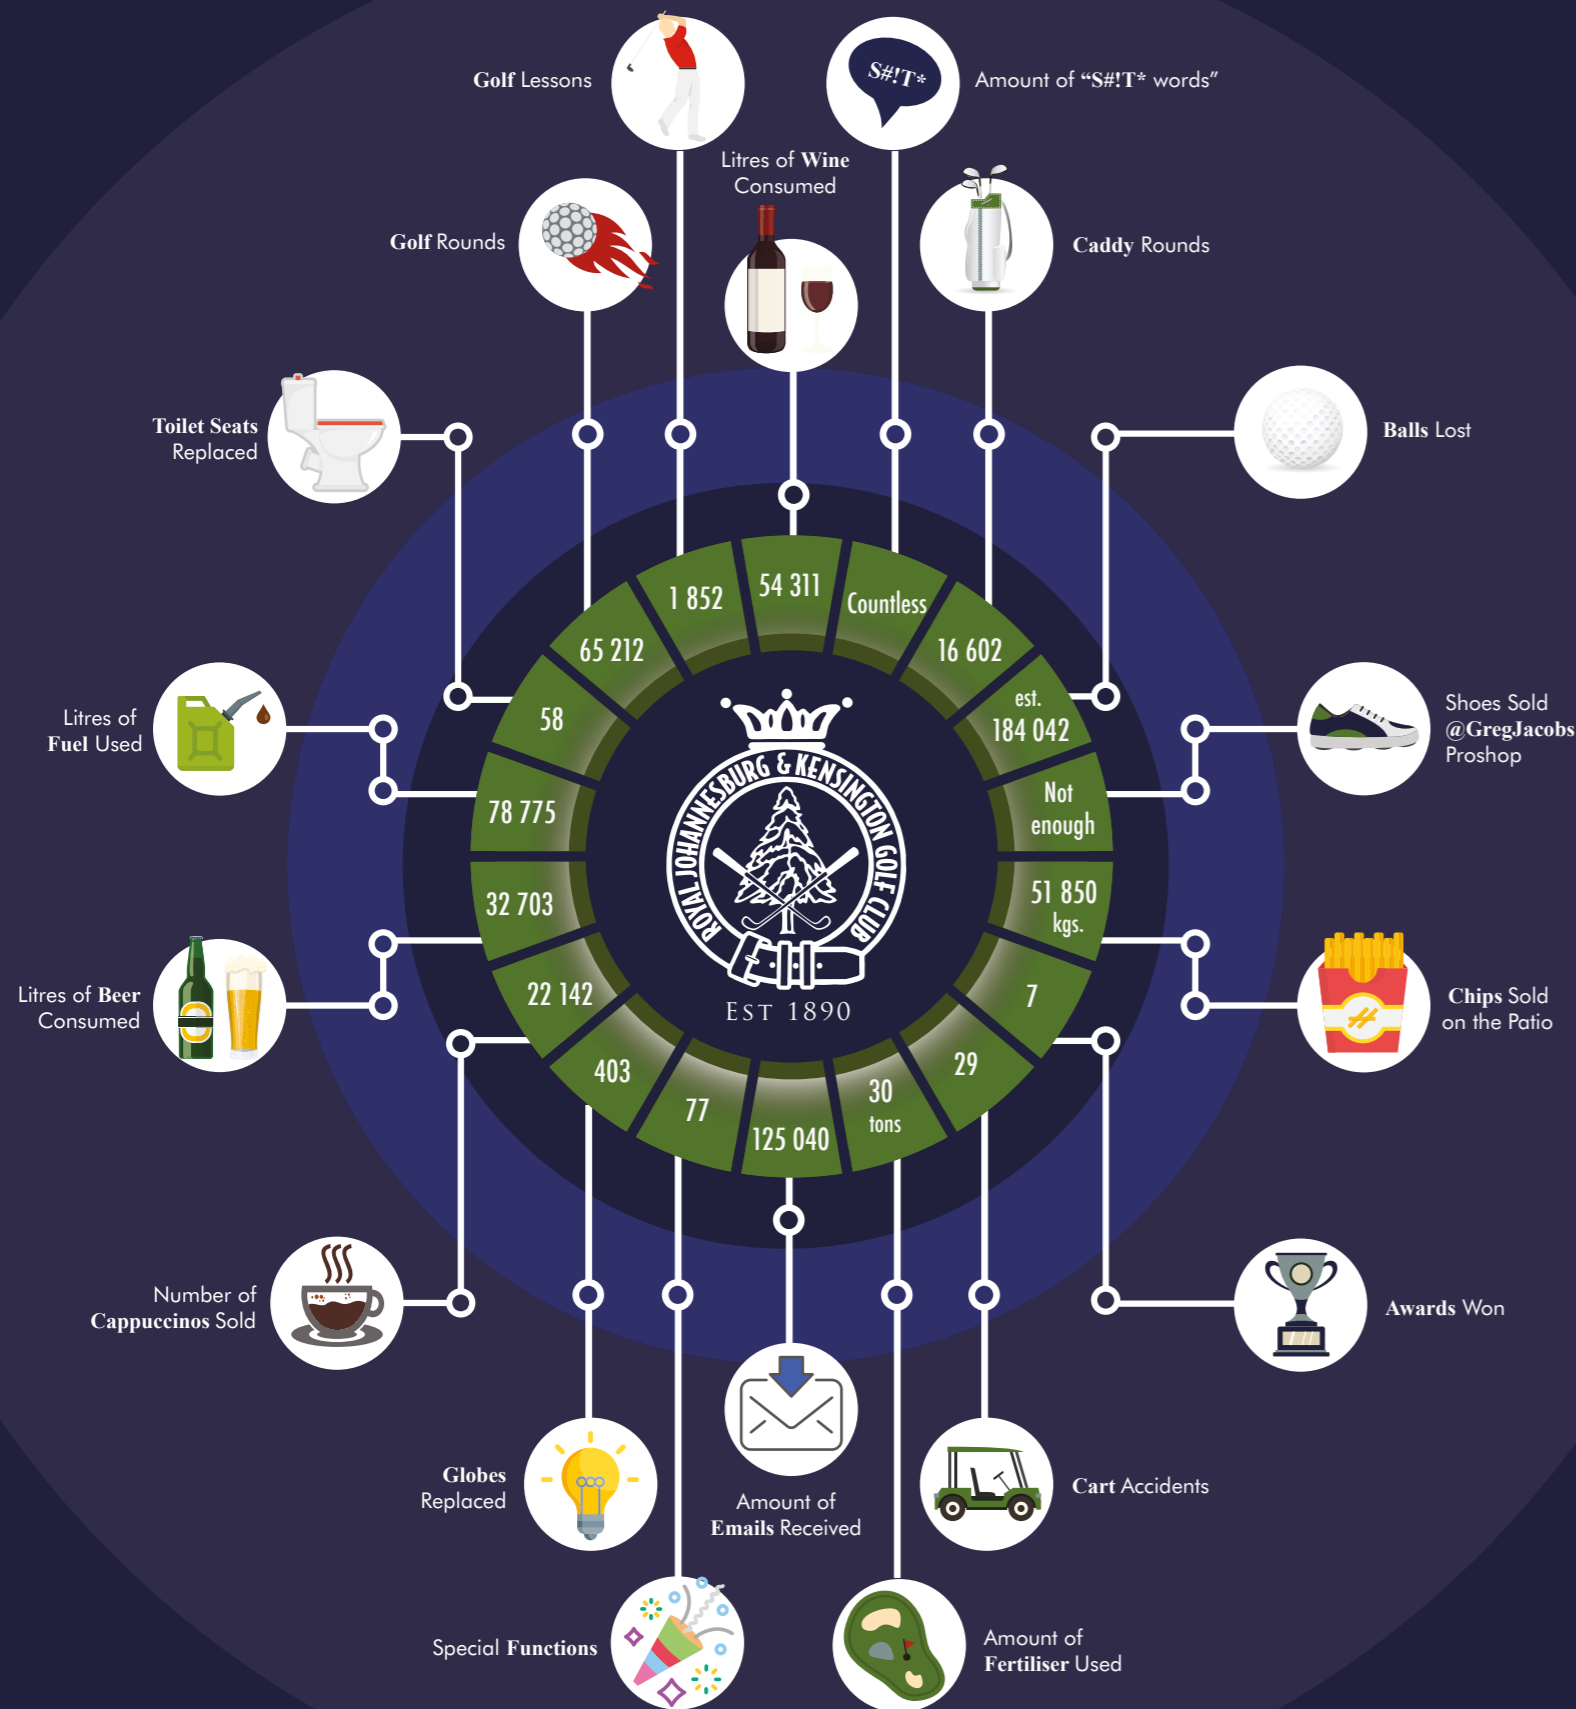 Golf Lessons
S#!T*
Amount of “S#!T* words”
Litres of Wine
Consumed
Golf Rounds
Caddy Rounds
Toilet Seats
Replaced
Balls Lost
Litres of
Fuel Used
Shoes Sold
@GregJacobs
Proshop
Litres of Beer
Consumed
Chips Sold
on the Patio
Number of
Cappuccinos Sold
Awards Won
Globes
Replaced
Amount of
Emails Received
Cart Accidents
Special Functions
Amount of
Fertiliser Used
54 311
Countless
16 602
est.
184 042
Not
enough
51 850
kgs.
7
29
30
tons
125 040
77
403
22 142
32 703
78 775
58
65 212
1 852
ROYAL JOHANNESBURG & KENSINGTON GOLF CLUB
EST 1890